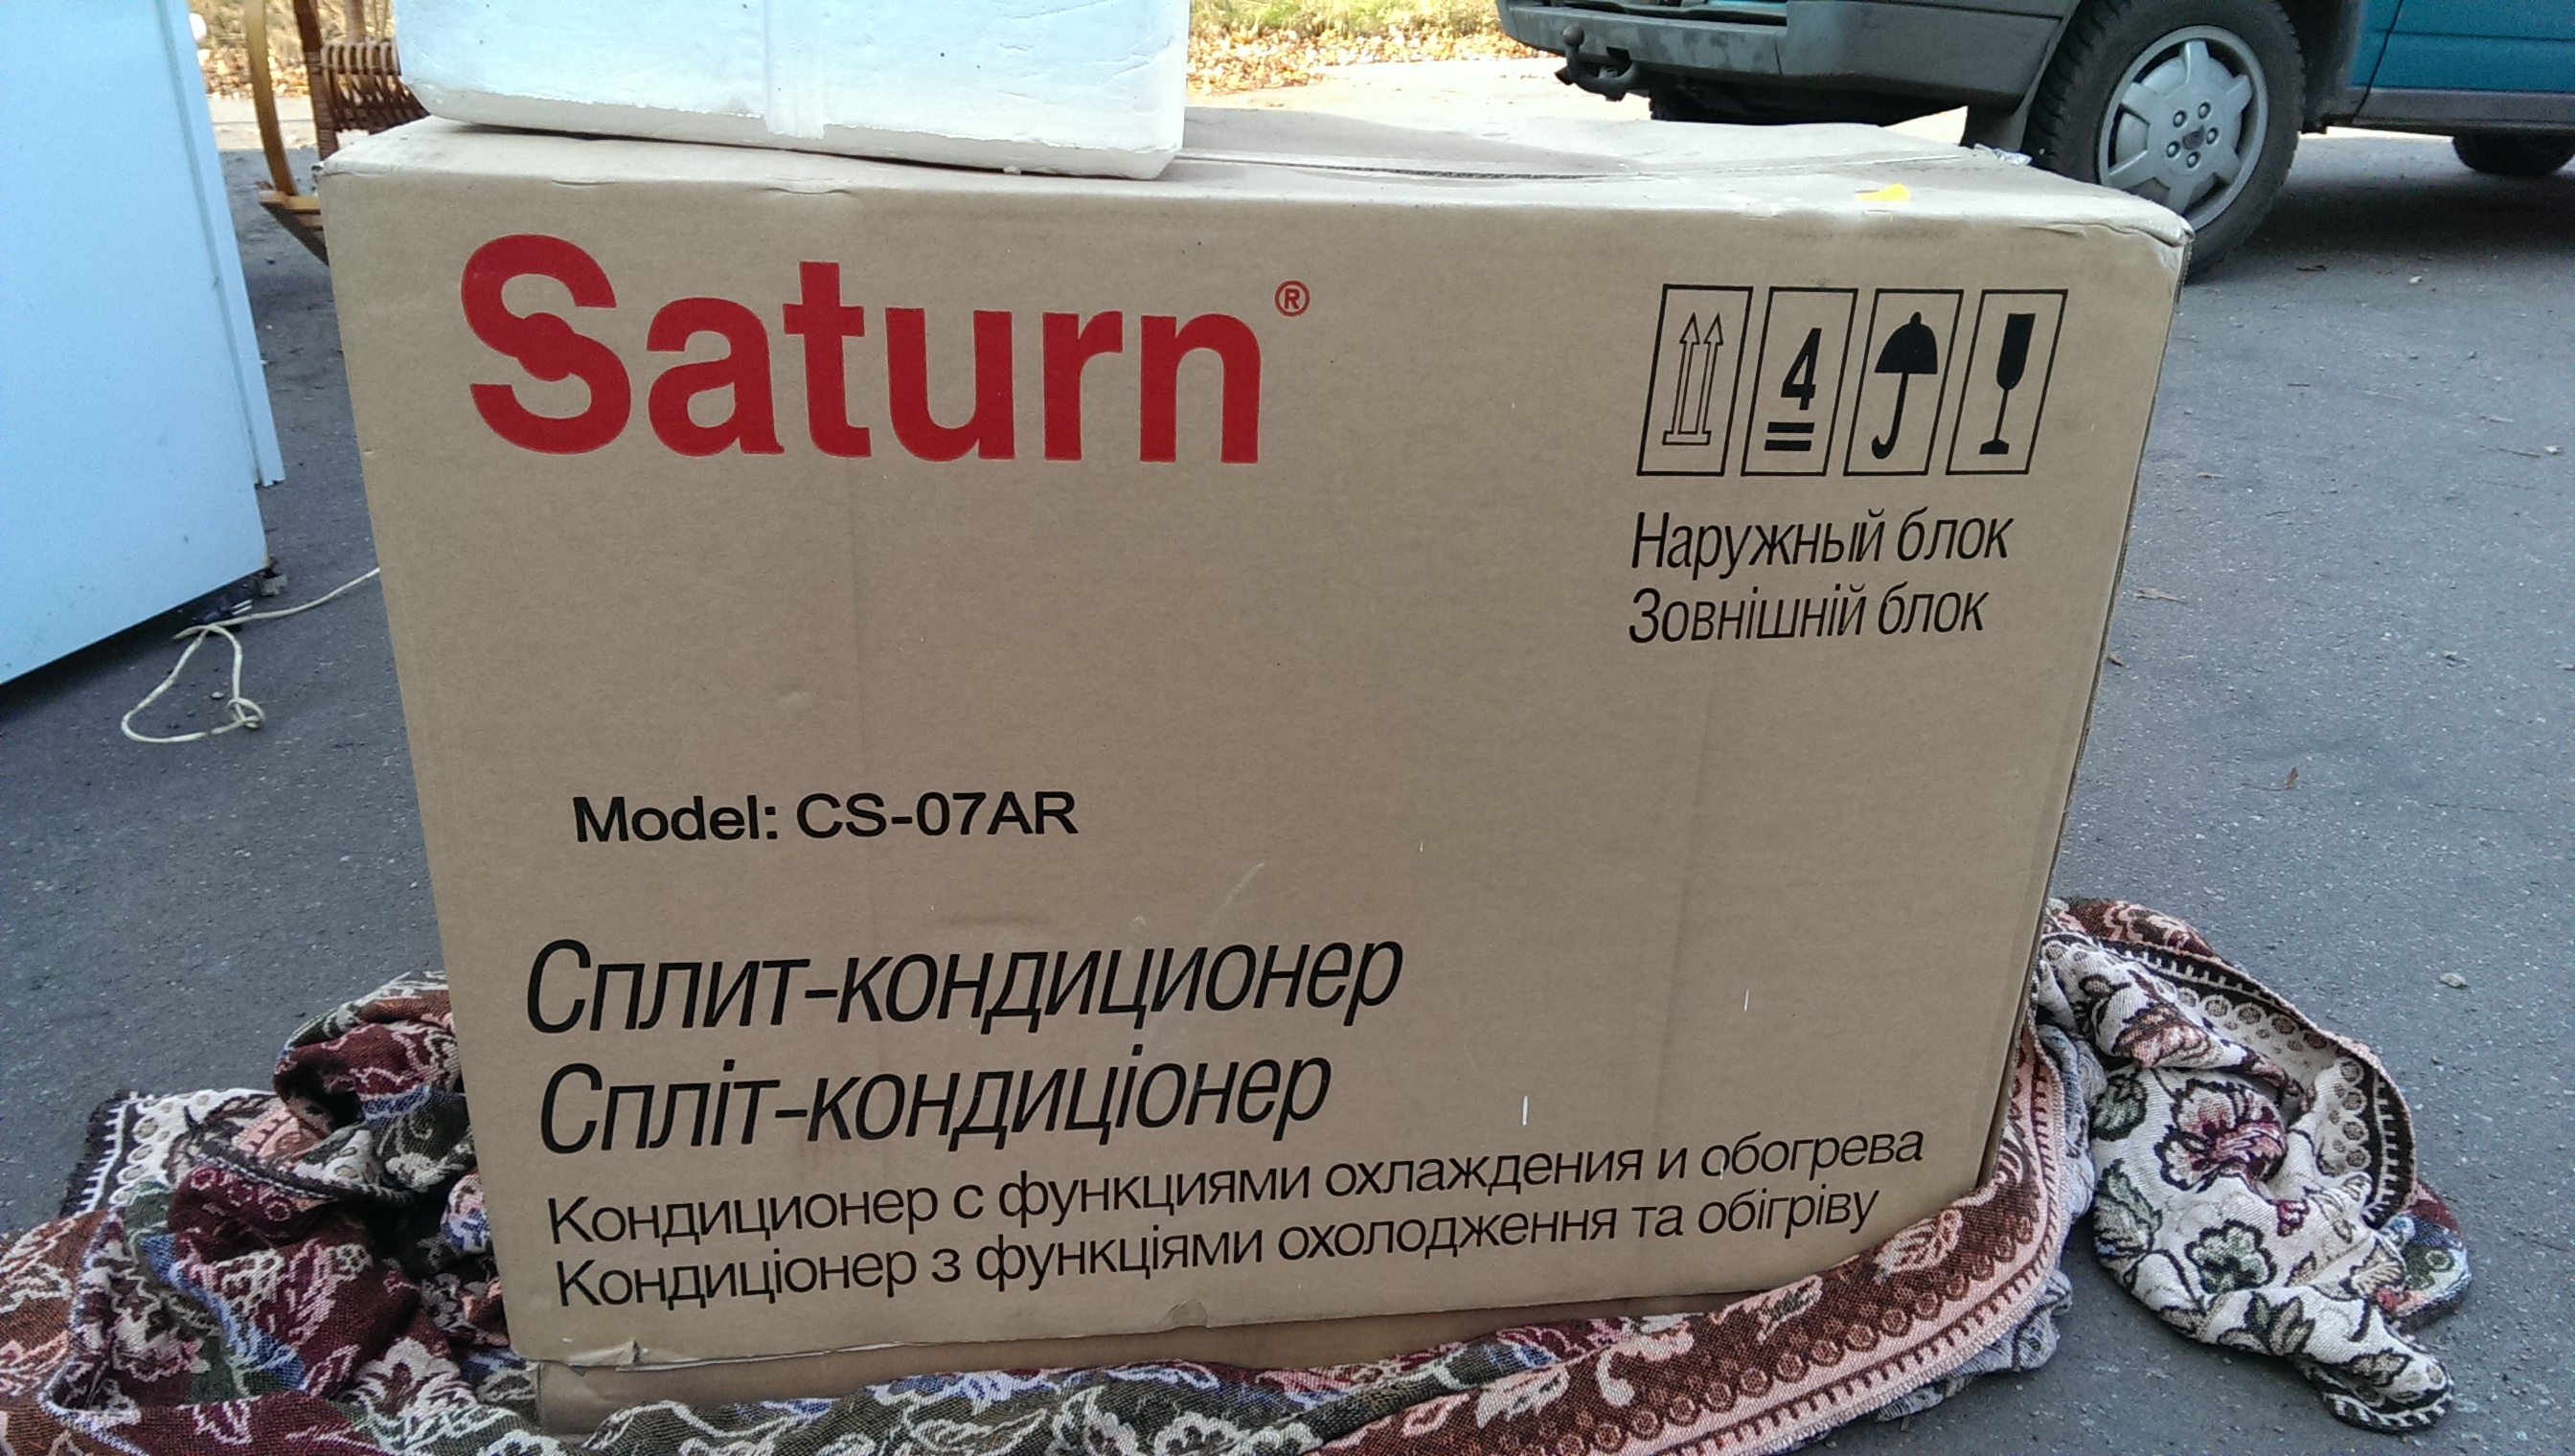 Saturn®
4
Наружный блок
Зовнішній блок
Model: CS-07AR
Сплит-кондиционер
Спліт-кондиціонер
Кондиционер с функциями охлаждения и обогрева
Кондиціонер з функціями охолодження та обігріву